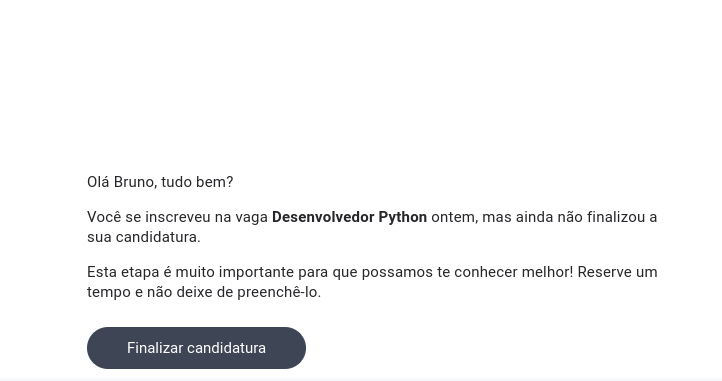 Olá Bruno, tudo bem?
Você se inscreveu na vaga Desenvolvedor Python ontem, mas ainda não finalizou a
sua candidatura.
Esta etapa é muito importante para que possamos te conhecer melhor! Reserve um
tempo e não deixe de preenchê-lo.
Finalizar candidatura